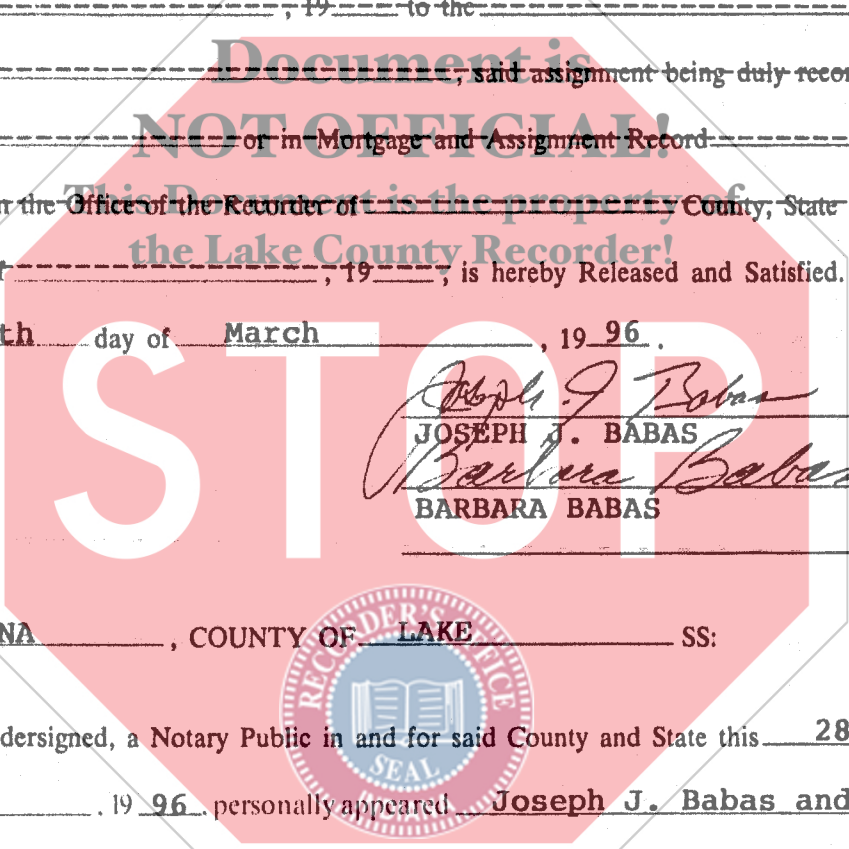 , 19 to the
Document is
, said assignment being duly recor
NOT OFFICIAL!
or in Mortgage and Assignment Record
This Document is the property of
n the Office of the Recorder of County, State
the Lake County Recorder!
, 19 , is hereby Released and Satisfied.
th day of March , 19 96 .
STOP
Joseph J. Babas
JOSEPH J. BABAS
Barbara Babas
BARBARA BABAS
NA , COUNTY OF LAKE SS:
RECORDER'S OFFICE
dersigned, a Notary Public in and for said County and State this 28
SEAL
, 19 96 , personally appeared Joseph J. Babas and